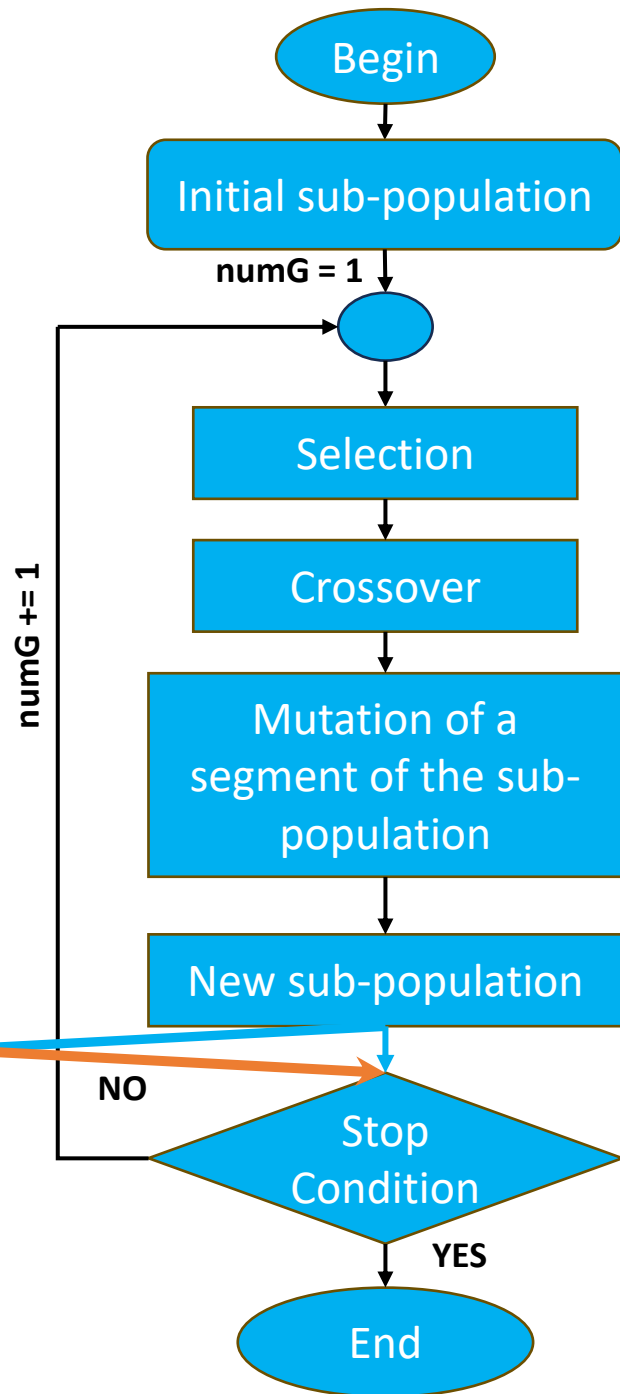 Begin
Initial sub-population
numG = 1
Selection
Crossover
numG += 1
Mutation of a
segment of the sub-
population
New sub-population
NO
Stop
Condition
YES
End